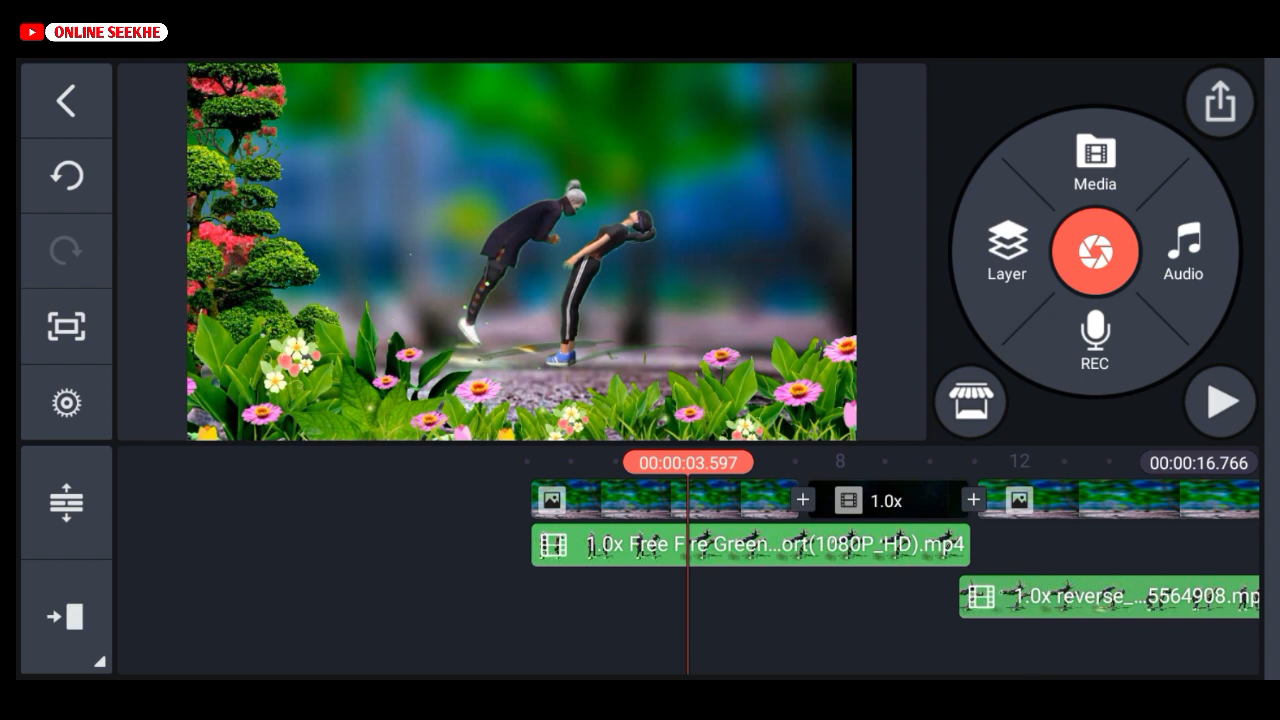 ONLINE SEEKHE
Media
Layer
Audio
REC
00:00:03.597
8
12
00:00:16.766
1.0x
1.0x Free Fire Green...ort(1080P_HD).mp4
1.0x reverse_...5564908.mp